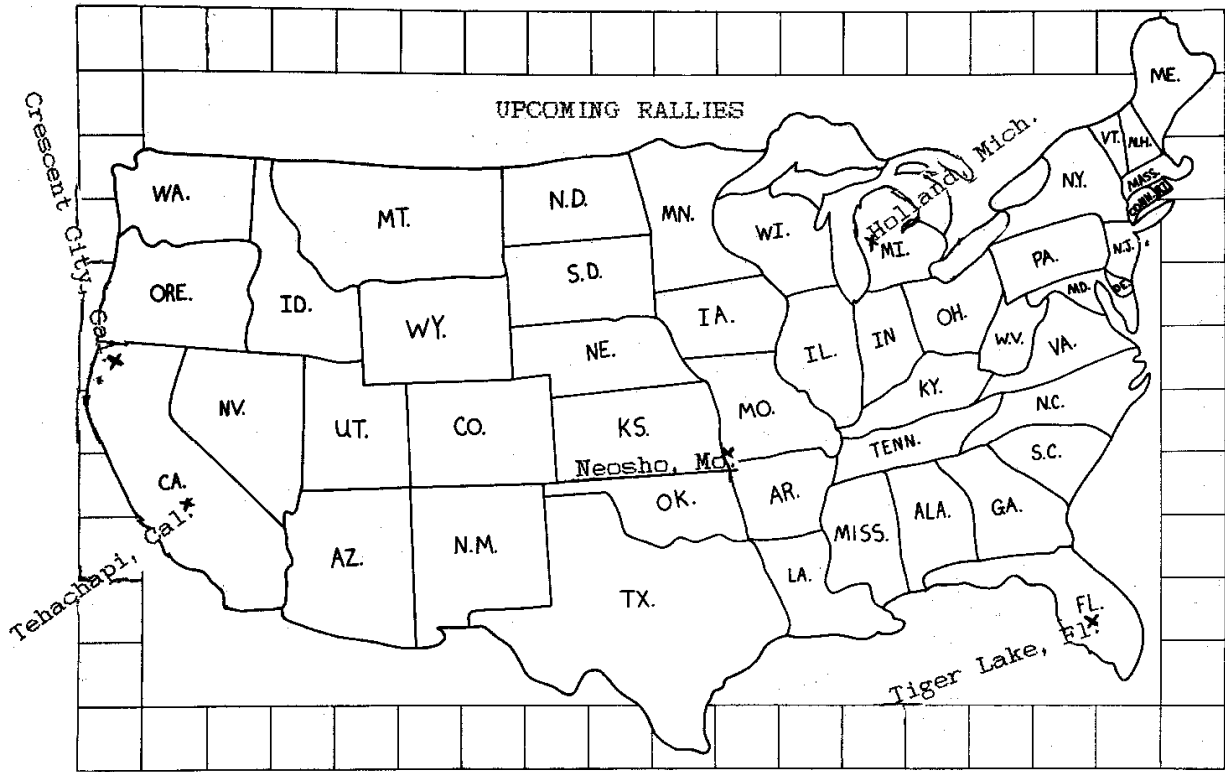 UPCOMING RALLIES
Crescent City, Cal.
Holland, Mich.
Neosho, Mo.
Tehachapi, Cal.
Tiger Lake, Fl.
WA.
MT.
N.D.
MN.
ME.
VT.
N.H.
MASS.
CONN.
RI
N.Y.
WI.
MI.
ORE.
ID.
WY.
S.D.
IA.
PA.
N.J.
MD.
DE.
NE.
IL.
IN
OH.
W.V.
VA.
NV.
UT.
CO.
KS.
MO.
KY.
N.C.
TENN.
S.C.
CA.
AZ.
N.M.
OK.
AR.
MISS.
ALA.
GA.
TX.
LA.
FL.